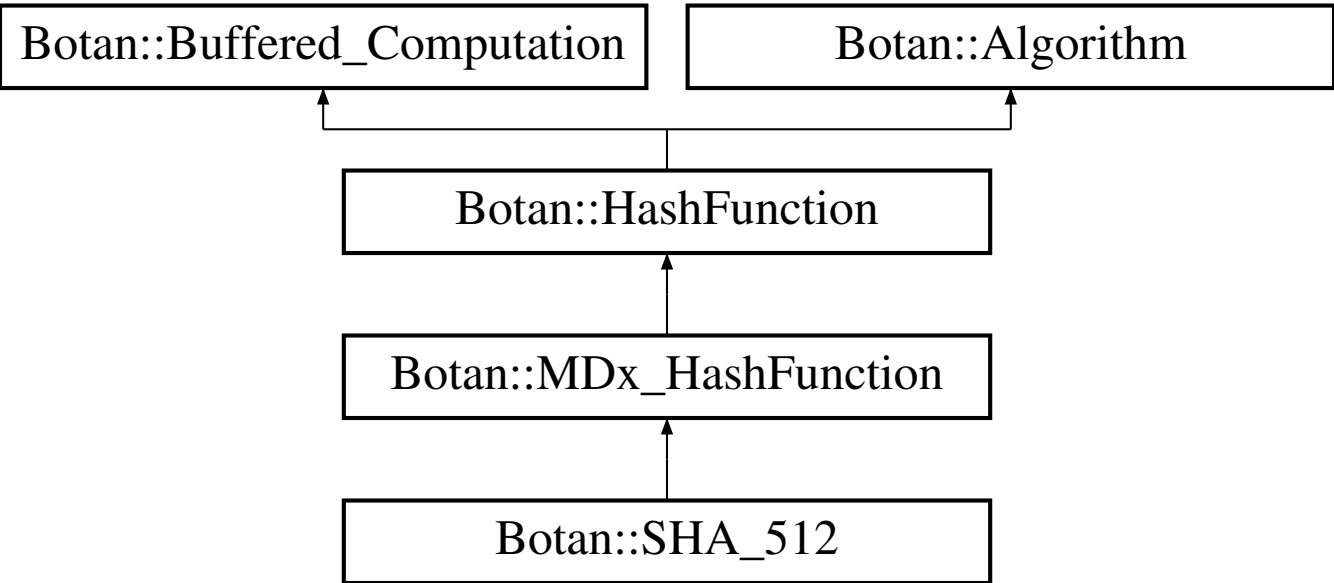 Botan::Buffered_Computation
Botan::Algorithm
Botan::HashFunction
Botan::MDx_HashFunction
Botan::SHA_512